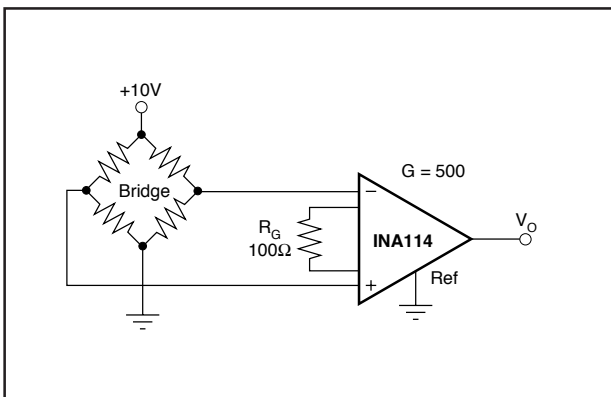 +10V
Bridge
G = 500
−
R_G
100Ω
INA114
V_O
+
Ref